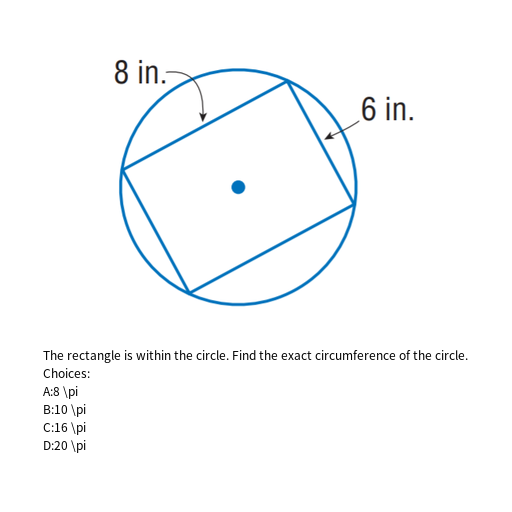 8 in.
6 in.
The rectangle is within the circle. Find the exact circumference of the circle.
Choices:
A:8 \pi
B:10 \pi
C:16 \pi
D:20 \pi